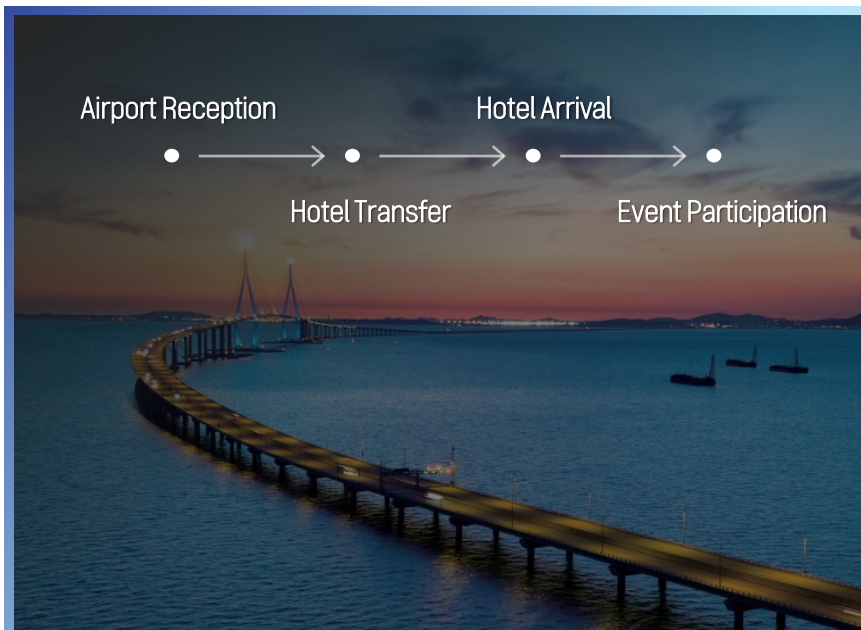 Airport Reception
Hotel Transfer
Hotel Arrival
Event Participation